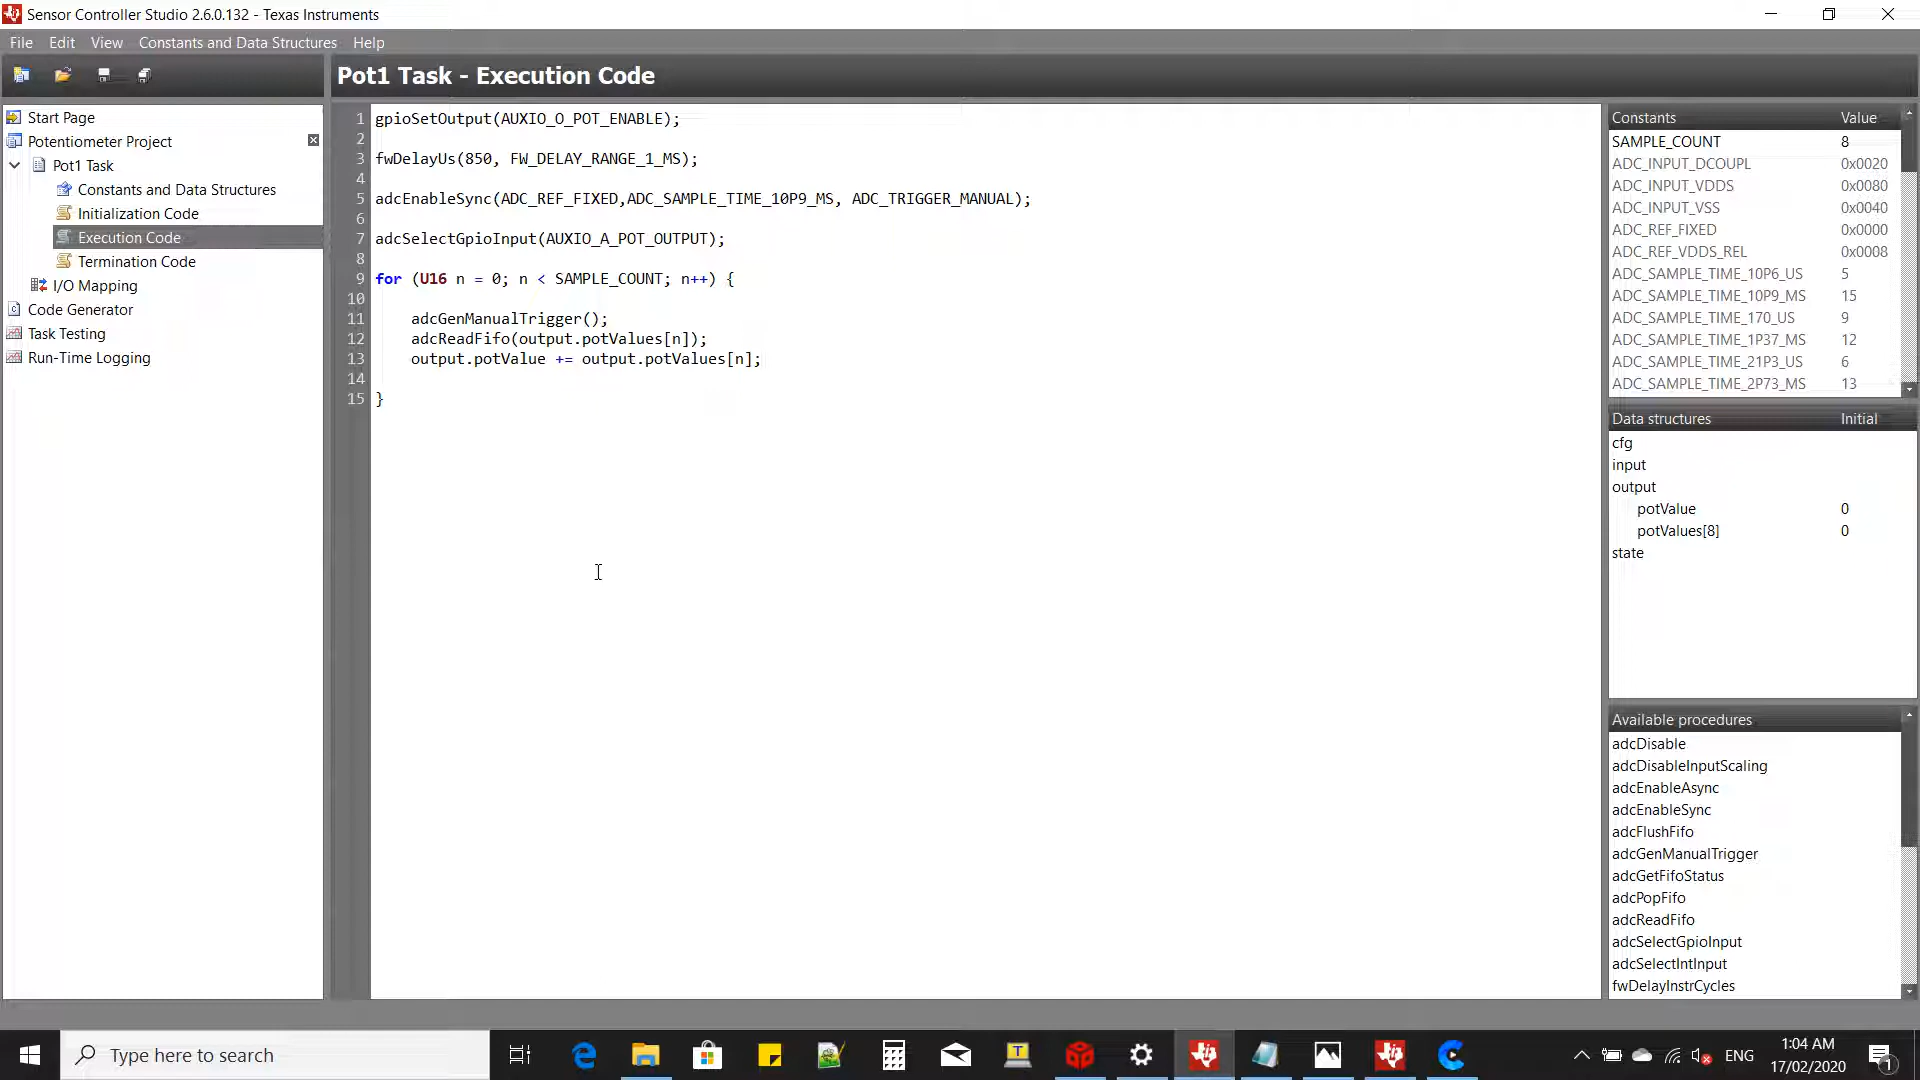 Sensor Controller Studio 2.6.0.132 - Texas Instruments
File Edit View Constants and Data Structures Help
Pot1 Task - Execution Code
Start Page
Potentiometer Project
Pot1 Task
Constants and Data Structures
Initialization Code
Execution Code
Termination Code
I/O Mapping
Code Generator
Task Testing
Run-Time Logging
1 gpioSetOutput(AUXIO_O_POT_ENABLE);
2
3 fwDelayUs(850, FW_DELAY_RANGE_1_MS);
4
5 adcEnableSync(ADC_REF_FIXED,ADC_SAMPLE_TIME_10P9_MS, ADC_TRIGGER_MANUAL);
6
7 adcSelectGpioInput(AUXIO_A_POT_OUTPUT);
8
9 for (U16 n = 0; n < SAMPLE_COUNT; n++) {
10
11 adcGenManualTrigger();
12 adcReadFifo(output.potValues[n]);
13 output.potValue += output.potValues[n];
14
15 }
Constants Value
SAMPLE_COUNT 8
ADC_INPUT_DCOUPL 0x0020
ADC_INPUT_VDDS 0x0080
ADC_INPUT_VSS 0x0040
ADC_REF_FIXED 0x0000
ADC_REF_VDDS_REL 0x0008
ADC_SAMPLE_TIME_10P6_US 5
ADC_SAMPLE_TIME_10P9_MS 15
ADC_SAMPLE_TIME_170_US 9
ADC_SAMPLE_TIME_1P37_MS 12
ADC_SAMPLE_TIME_21P3_US 6
ADC_SAMPLE_TIME_2P73_MS 13
Data structures Initial
cfg
input
output
potValue 0
potValues[8] 0
state
Available procedures
adcDisable
adcDisableInputScaling
adcEnableAsync
adcEnableSync
adcFlushFifo
adcGenManualTrigger
adcGetFifoStatus
adcPopFifo
adcReadFifo
adcSelectGpioInput
adcSelectIntInput
fwDelayInstrCycles
Type here to search
T
ENG
1:04 AM
17/02/2020
1